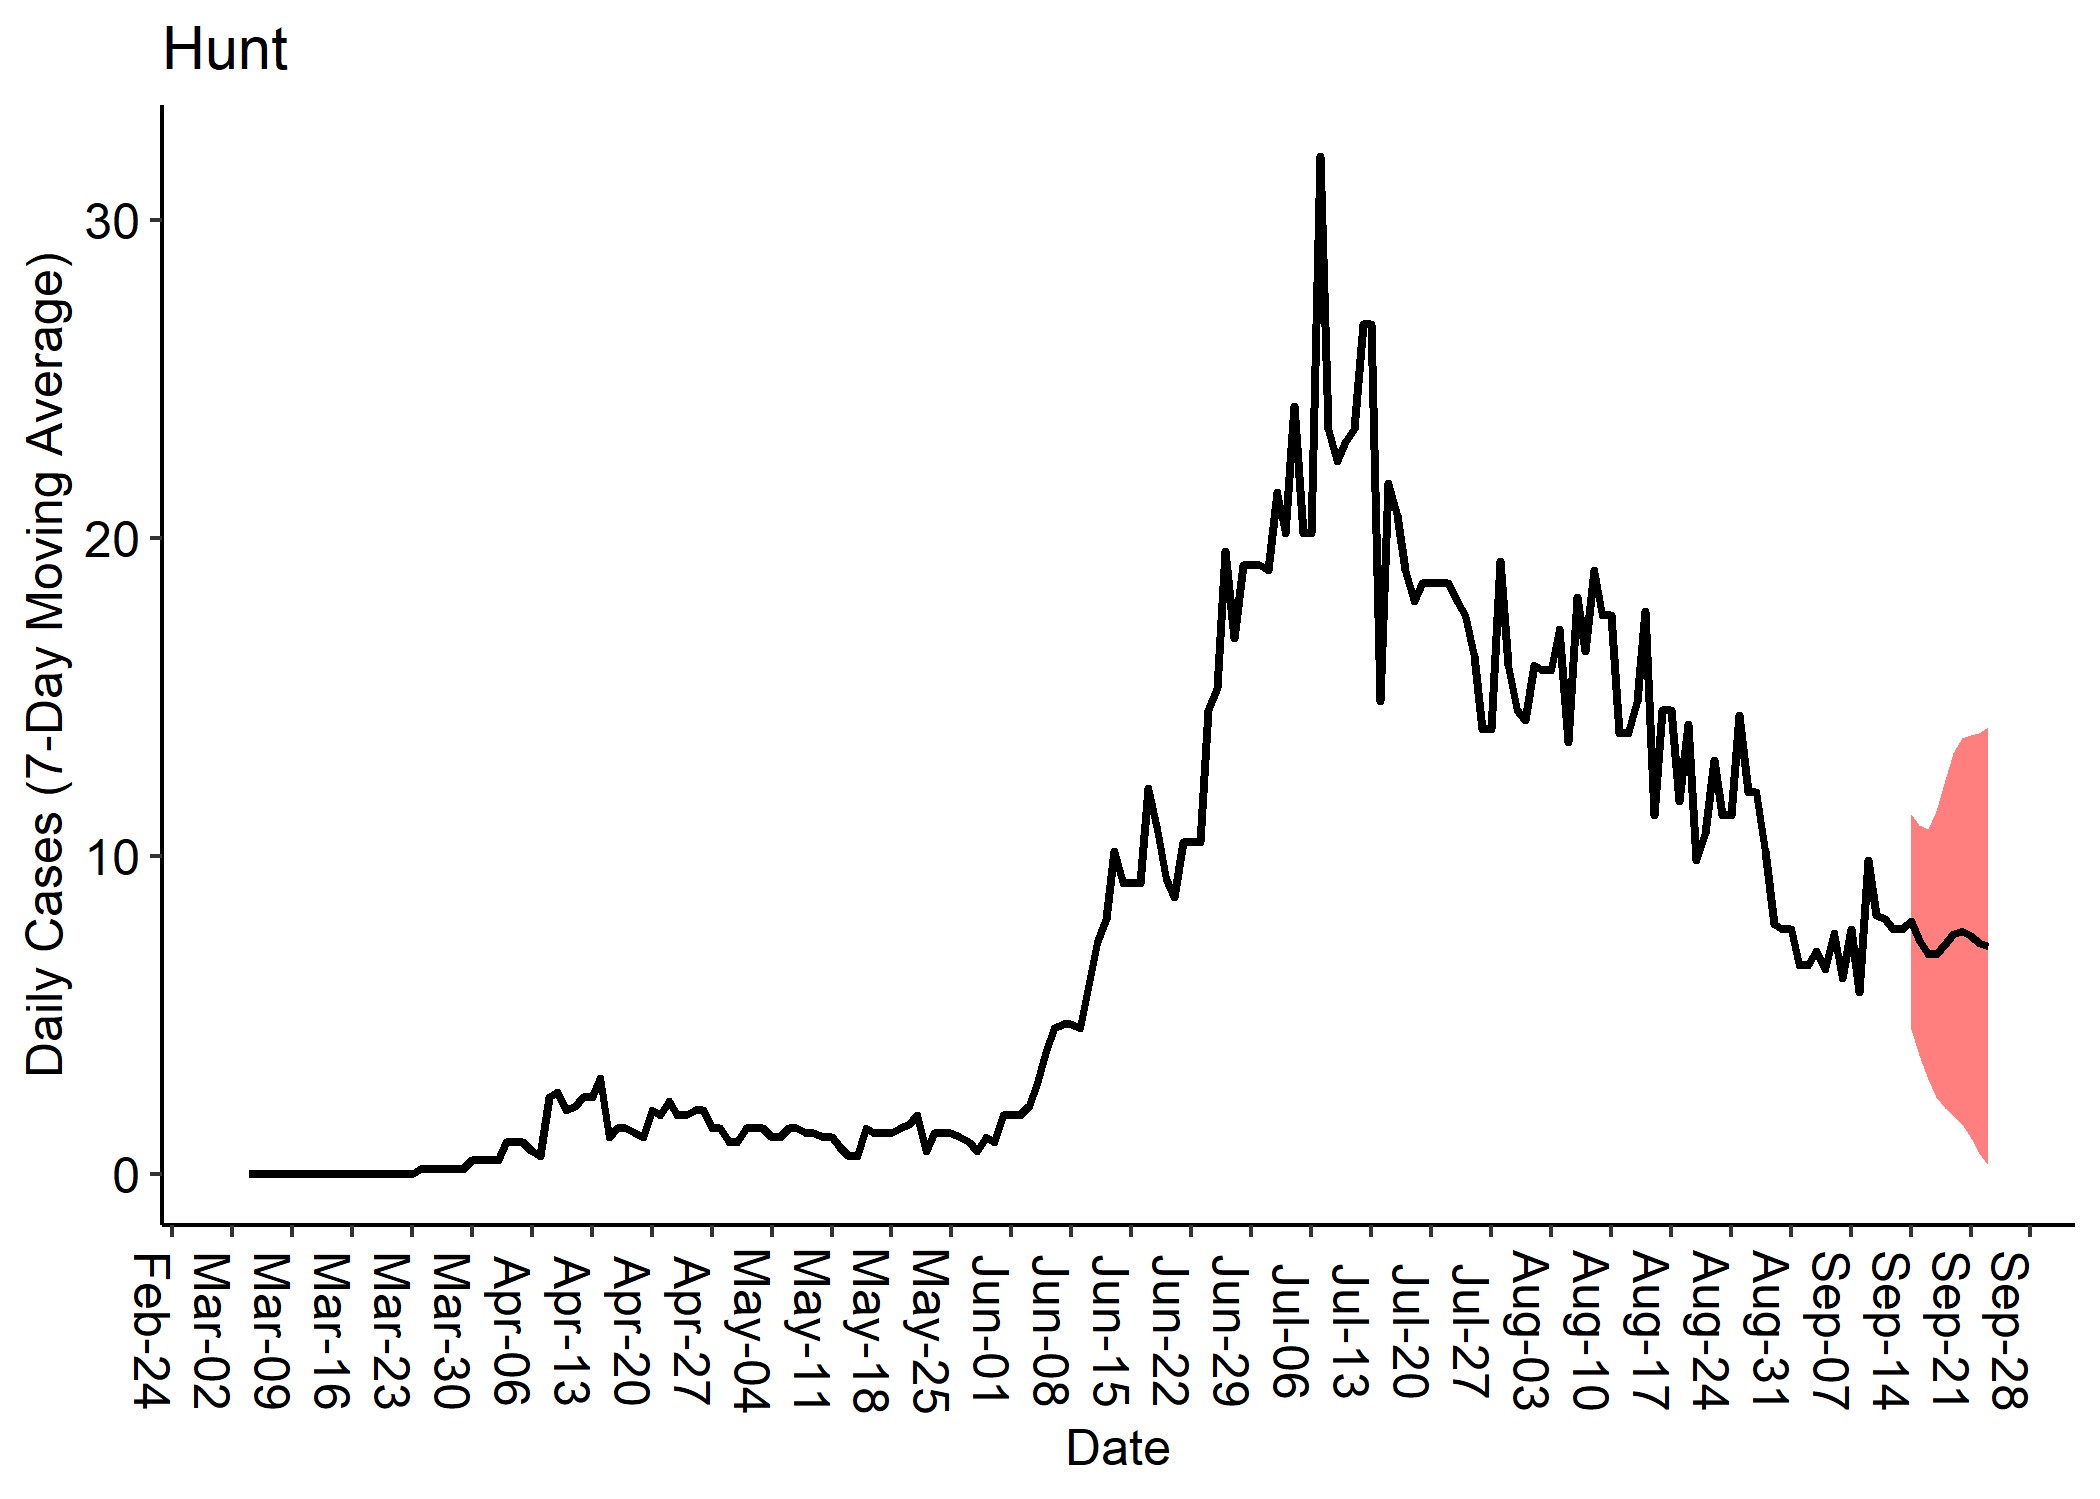 Hunt
Daily Cases (7-Day Moving Average)
30
20
10
0
Feb-24
Mar-02
Mar-09
Mar-16
Mar-23
Mar-30
Apr-06
Apr-13
Apr-20
Apr-27
May-04
May-11
May-18
May-25
Jun-01
Jun-08
Jun-15
Jun-22
Jun-29
Jul-06
Jul-13
Jul-20
Jul-27
Aug-03
Aug-10
Aug-17
Aug-24
Aug-31
Sep-07
Sep-14
Sep-21
Sep-28
Date